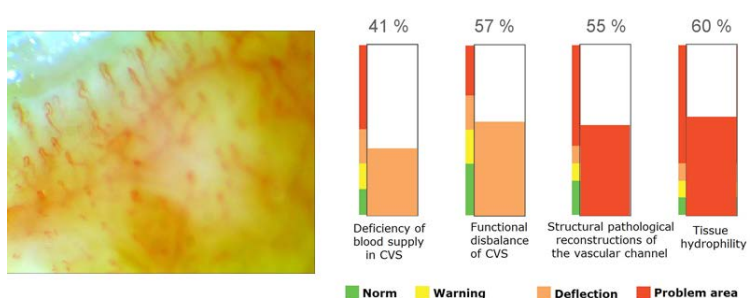 41 %
57 %
55 %
60 %
Deficiency of
blood supply
in CVS
Functional
disbalance
of CVS
Structural pathological
reconstructions of
the vascular channel
Tissue
hydrophility
Norm
Warning
Deflection
Problem area